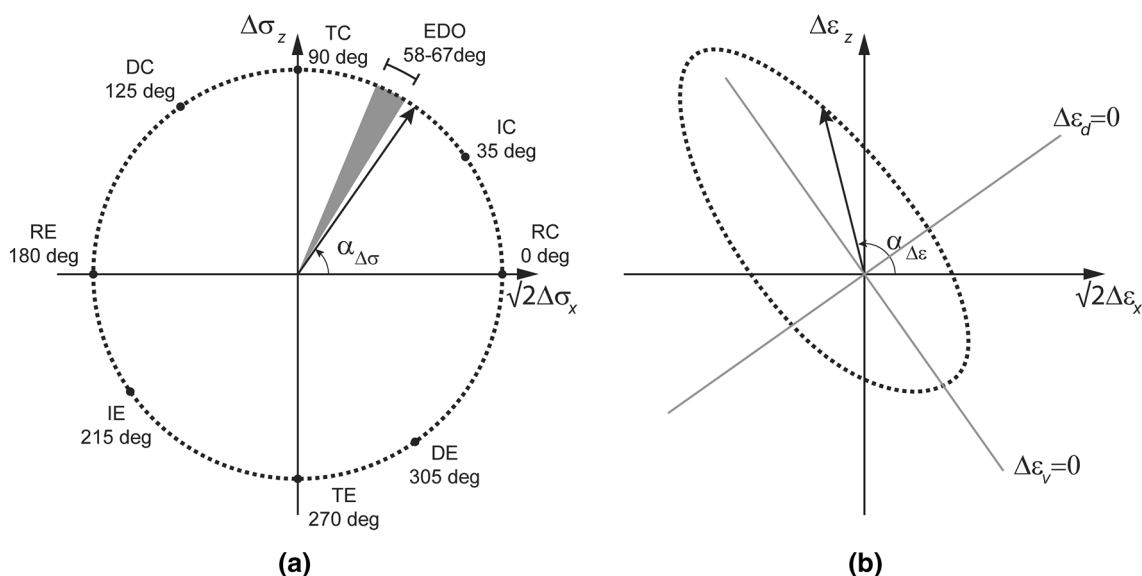 Δσz
TC
90 deg
EDO
58-67deg
DC
125 deg
IC
35 deg
RE
180 deg
RC
0 deg
αΔσ
√2Δσx
IE
215 deg
DE
305 deg
TE
270 deg
(a)
Δεz
Δεd=0
αΔε
√2Δεx
Δεv=0
(b)